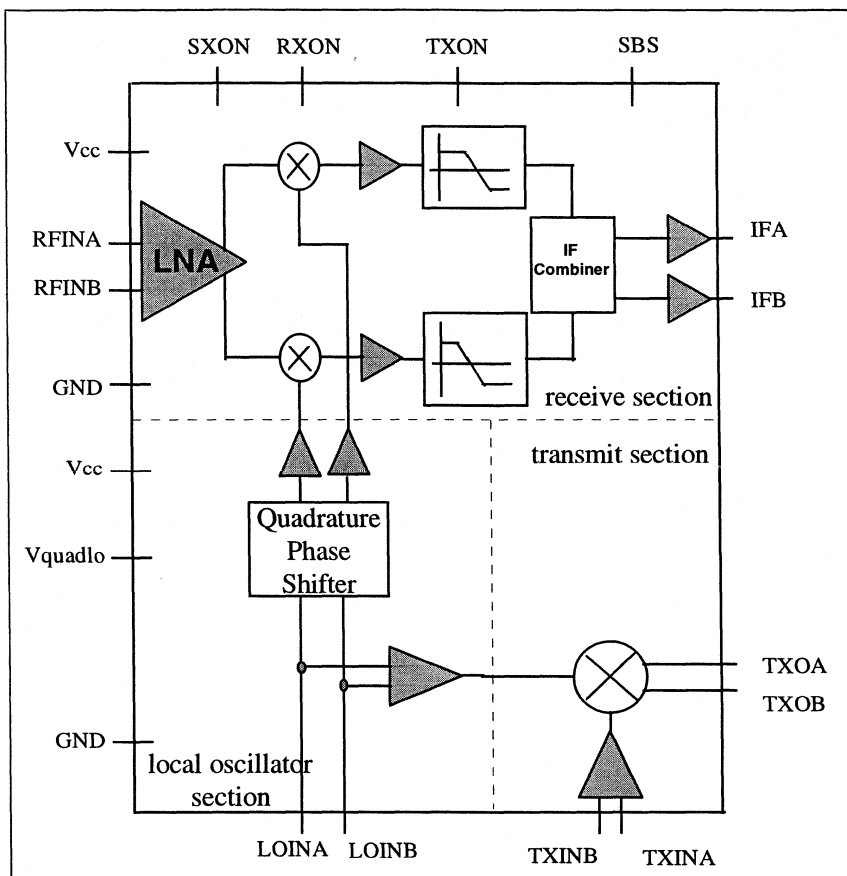 SXON RXON TXON SBS
Vcc
RFINA
LNA
RFINB
GND
IF
Combiner
IFA
IFB
receive section
Vcc
transmit section
Quadrature
Phase
Shifter
Vquadlo
TXOA
TXOB
GND
local oscillator
section
LOINA LOINB TXINB TXINA